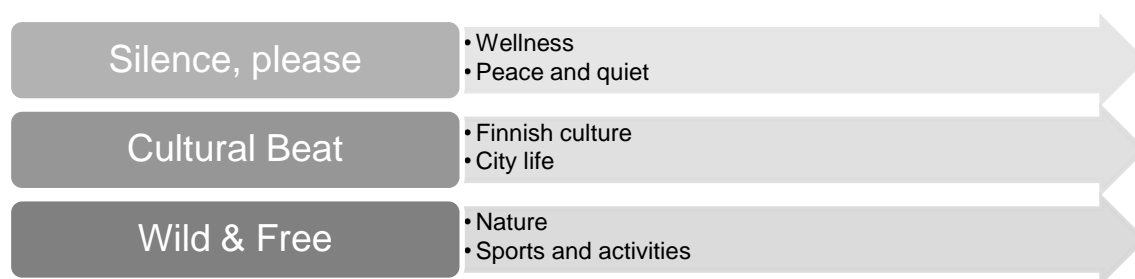 Silence, please
• Wellness
• Peace and quiet
Cultural Beat
• Finnish culture
• City life
Wild & Free
• Nature
• Sports and activities